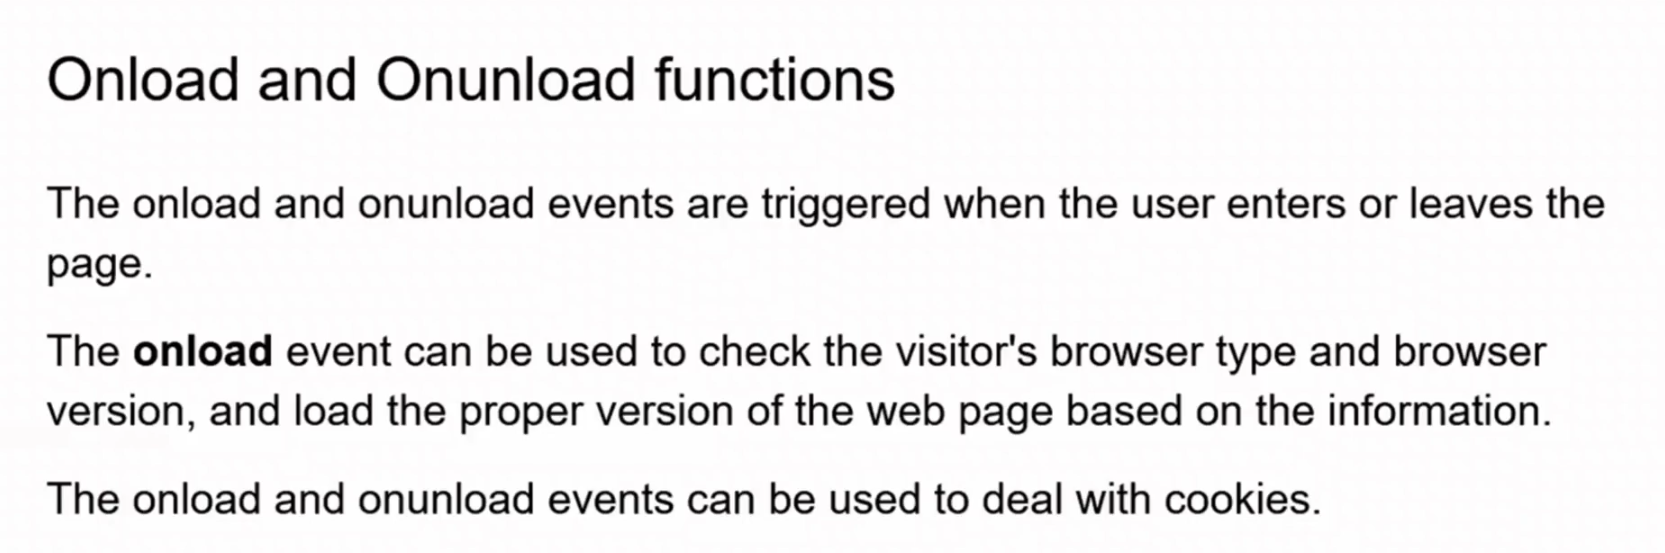 Onload and Onunload functions
The onload and onunload events are triggered when the user enters or leaves the
page.
The onload event can be used to check the visitor's browser type and browser
version, and load the proper version of the web page based on the information.
The onload and onunload events can be used to deal with cookies.